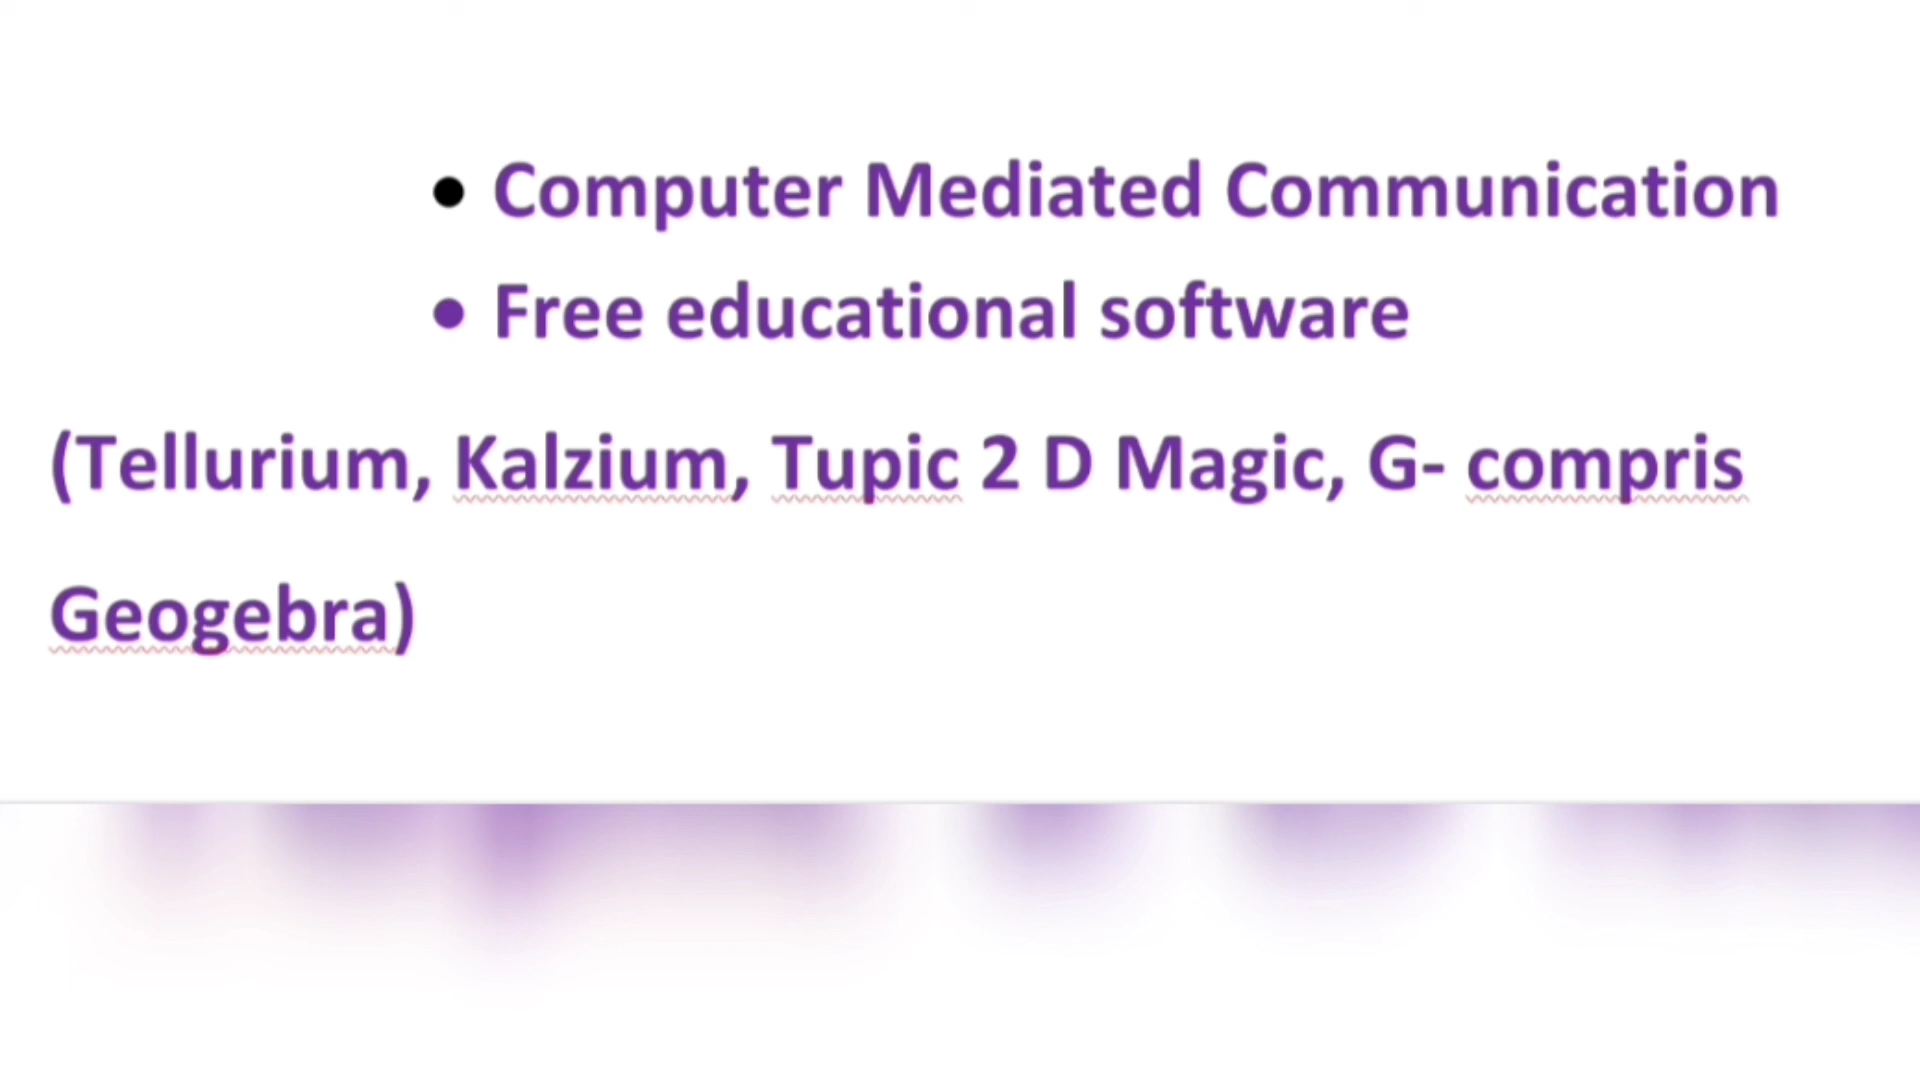 • Computer Mediated Communication
• Free educational software
(Tellurium, Kalzium, Tupic 2 D Magic, G- compris
Geogebra)